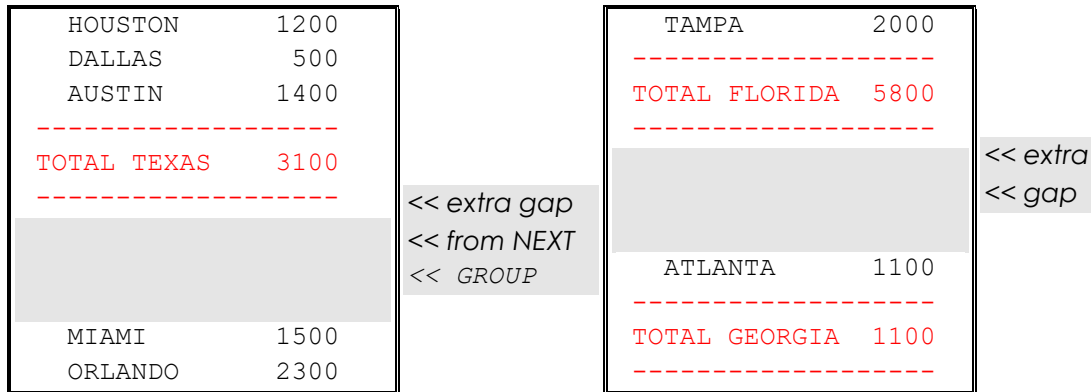 HOUSTON 1200
DALLAS 500
AUSTIN 1400
-------------------
TOTAL TEXAS 3100
-------------------
<< extra gap
<< from NEXT
<< GROUP
MIAMI 1500
ORLANDO 2300
TAMPA 2000
-------------------
TOTAL FLORIDA 5800
-------------------
<< extra
<< gap
ATLANTA 1100
-------------------
TOTAL GEORGIA 1100
-------------------